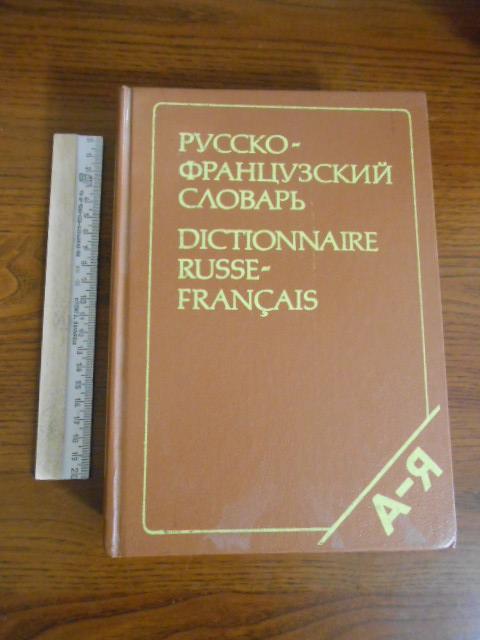 РУССКО-
ФРАНЦУЗСКИЙ
СЛОВАРЬ
DICTIONNAIRE
RUSSE-
FRANÇAIS
А-Я